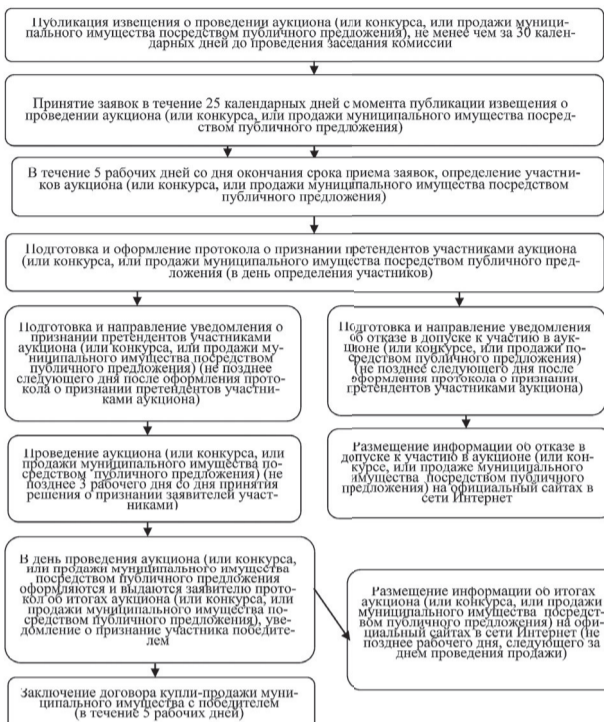 Публикация извещения о проведении аукциона (или конкурса, или продажи муници-
пального имущества посредством публичного предложения), не менее чем за 30 кален-
дарных дней до проведения заседания комиссии
Принятие заявок в течение 25 календарных дней с момента публикации извещения о
проведении аукциона (или конкурса, или продажи муниципального имущества посред-
ством публичного предложения)
В течение 5 рабочих дней со дня окончания срока приема заявок, определение участни-
ков аукциона (или конкурса, или продажи муниципального имущества посредством
публичного предложения)
Подготовка и оформление протокола о признании претендентов участниками аукциона
(или конкурса, или продажи муниципального имущества посредством публичного пред-
ложения (в день определения участников)
Подготовка и направление уведомления о
признании претендентов участниками
аукциона (или конкурса, или продажи му-
ниципального имущества посредством
публичного предложения) (не позднее
следующего дня после оформления прото-
кола о признании претендентов участни-
ками аукциона)
Подготовка и направление уведомления
об отказе в допуске к участию в аук-
ционе (или конкурсе, или продажи по-
средством публичного предложения)
(не позднее следующего дня после
оформления протокола о признании
претендентов участниками аукциона)
Проведение аукциона (или конкурса, или
продажи муниципального имущества по-
средством публичного предложения) (не
позднее 3 рабочего дня со дня принятия
решения о признании заявителей участ-
никами)
Размещение информации об отказе в
допуске к участию в аукционе (или кон-
курсе, или продаже муниципального
имущества посредством публичного
предложения) на официальный сайтах в
сети Интернет
В день проведения аукциона (или конкурса,
или продажи муниципального имущества
посредством публичного предложения
оформляются и выдаются заявителю прото-
кол об итогах аукциона (или конкурса, или
продажи муниципального имущества по-
средством публичного предложения), уве-
домление о признание участника победите-
лем
Размещение информации об итогах
аукциона (или конкурса, или продажи
муниципального имущества посредст-
вом публичного предложения) на офи-
циальный сайтах в сети Интернет (не
позднее рабочего дня, следующего за
днем проведения продажи)
Заключение договора купли-продажи муни-
ципального имущества с победителем
(в течение 5 рабочих дней)